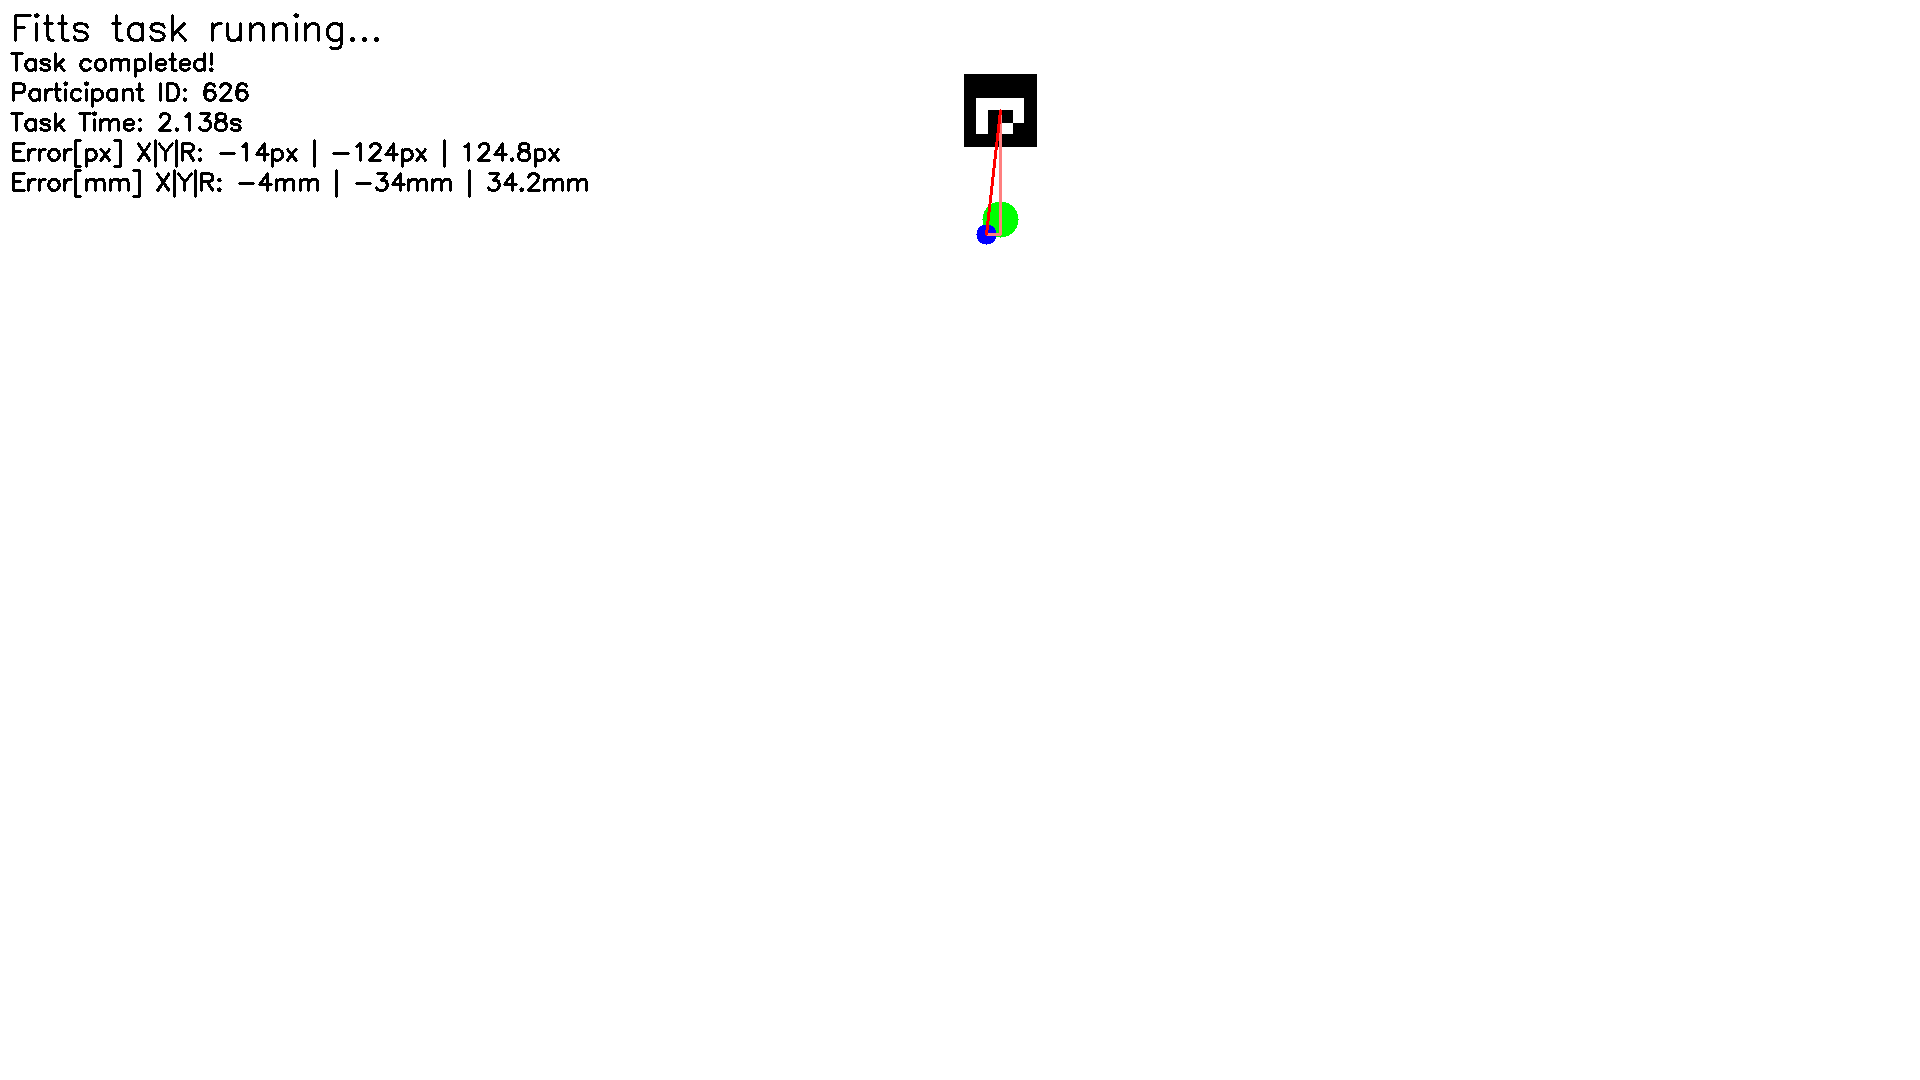 Fitts task running...
Task completed!
Participant ID: 626
Task Time: 2.138s
Error[px] X|Y|R: -14px | -124px | 124.8px
Error[mm] X|Y|R: -4mm | -34mm | 34.2mm